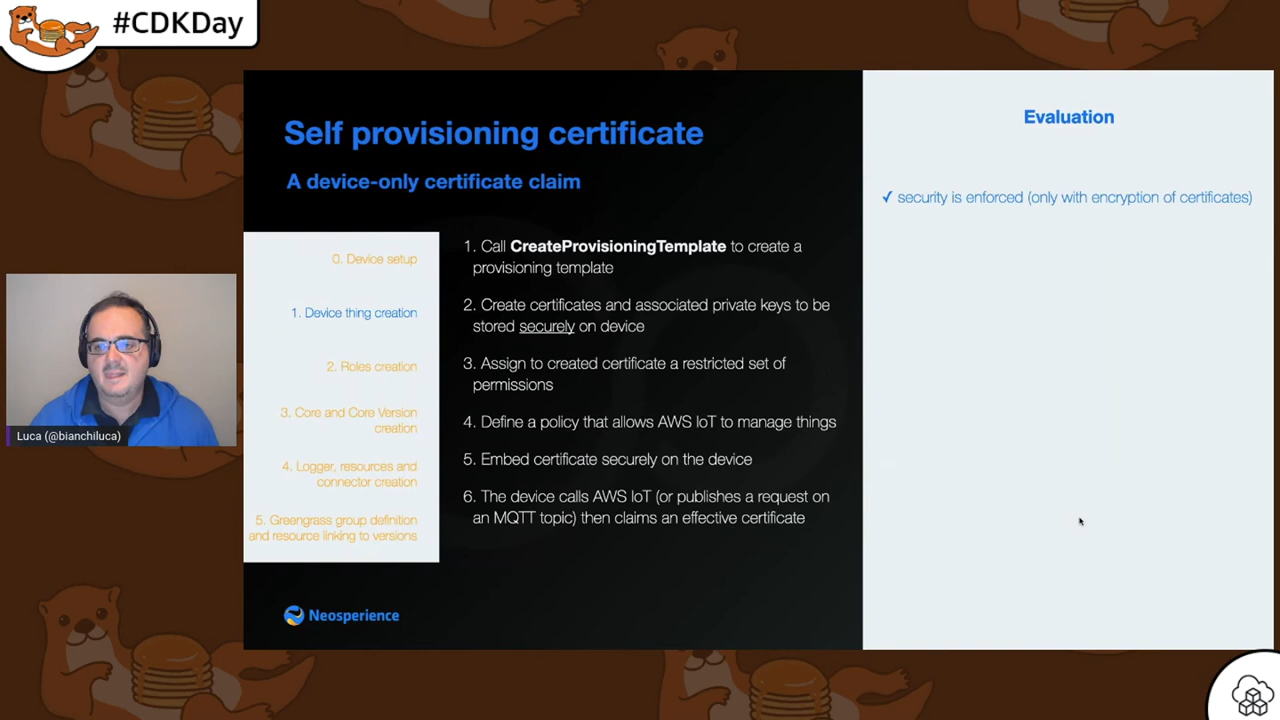 #CDKDay
Self provisioning certificate
A device-only certificate claim
0. Device setup
1. Device thing creation
2. Roles creation
3. Core and Core Version
creation
4. Logger, resources and
connector creation
5. Greengrass group definition
and resource linking to versions
1. Call CreateProvisioningTemplate to create a
provisioning template
2. Create certificates and associated private keys to be
stored securely on device
3. Assign to created certificate a restricted set of
permissions
4. Define a policy that allows AWS IoT to manage things
5. Embed certificate securely on the device
6. The device calls AWS IoT (or publishes a request on
an MQTT topic) then claims an effective certificate
Neosperience
Evaluation
✓ security is enforced (only with encryption of certificates)
Luca (@bianchiluca)